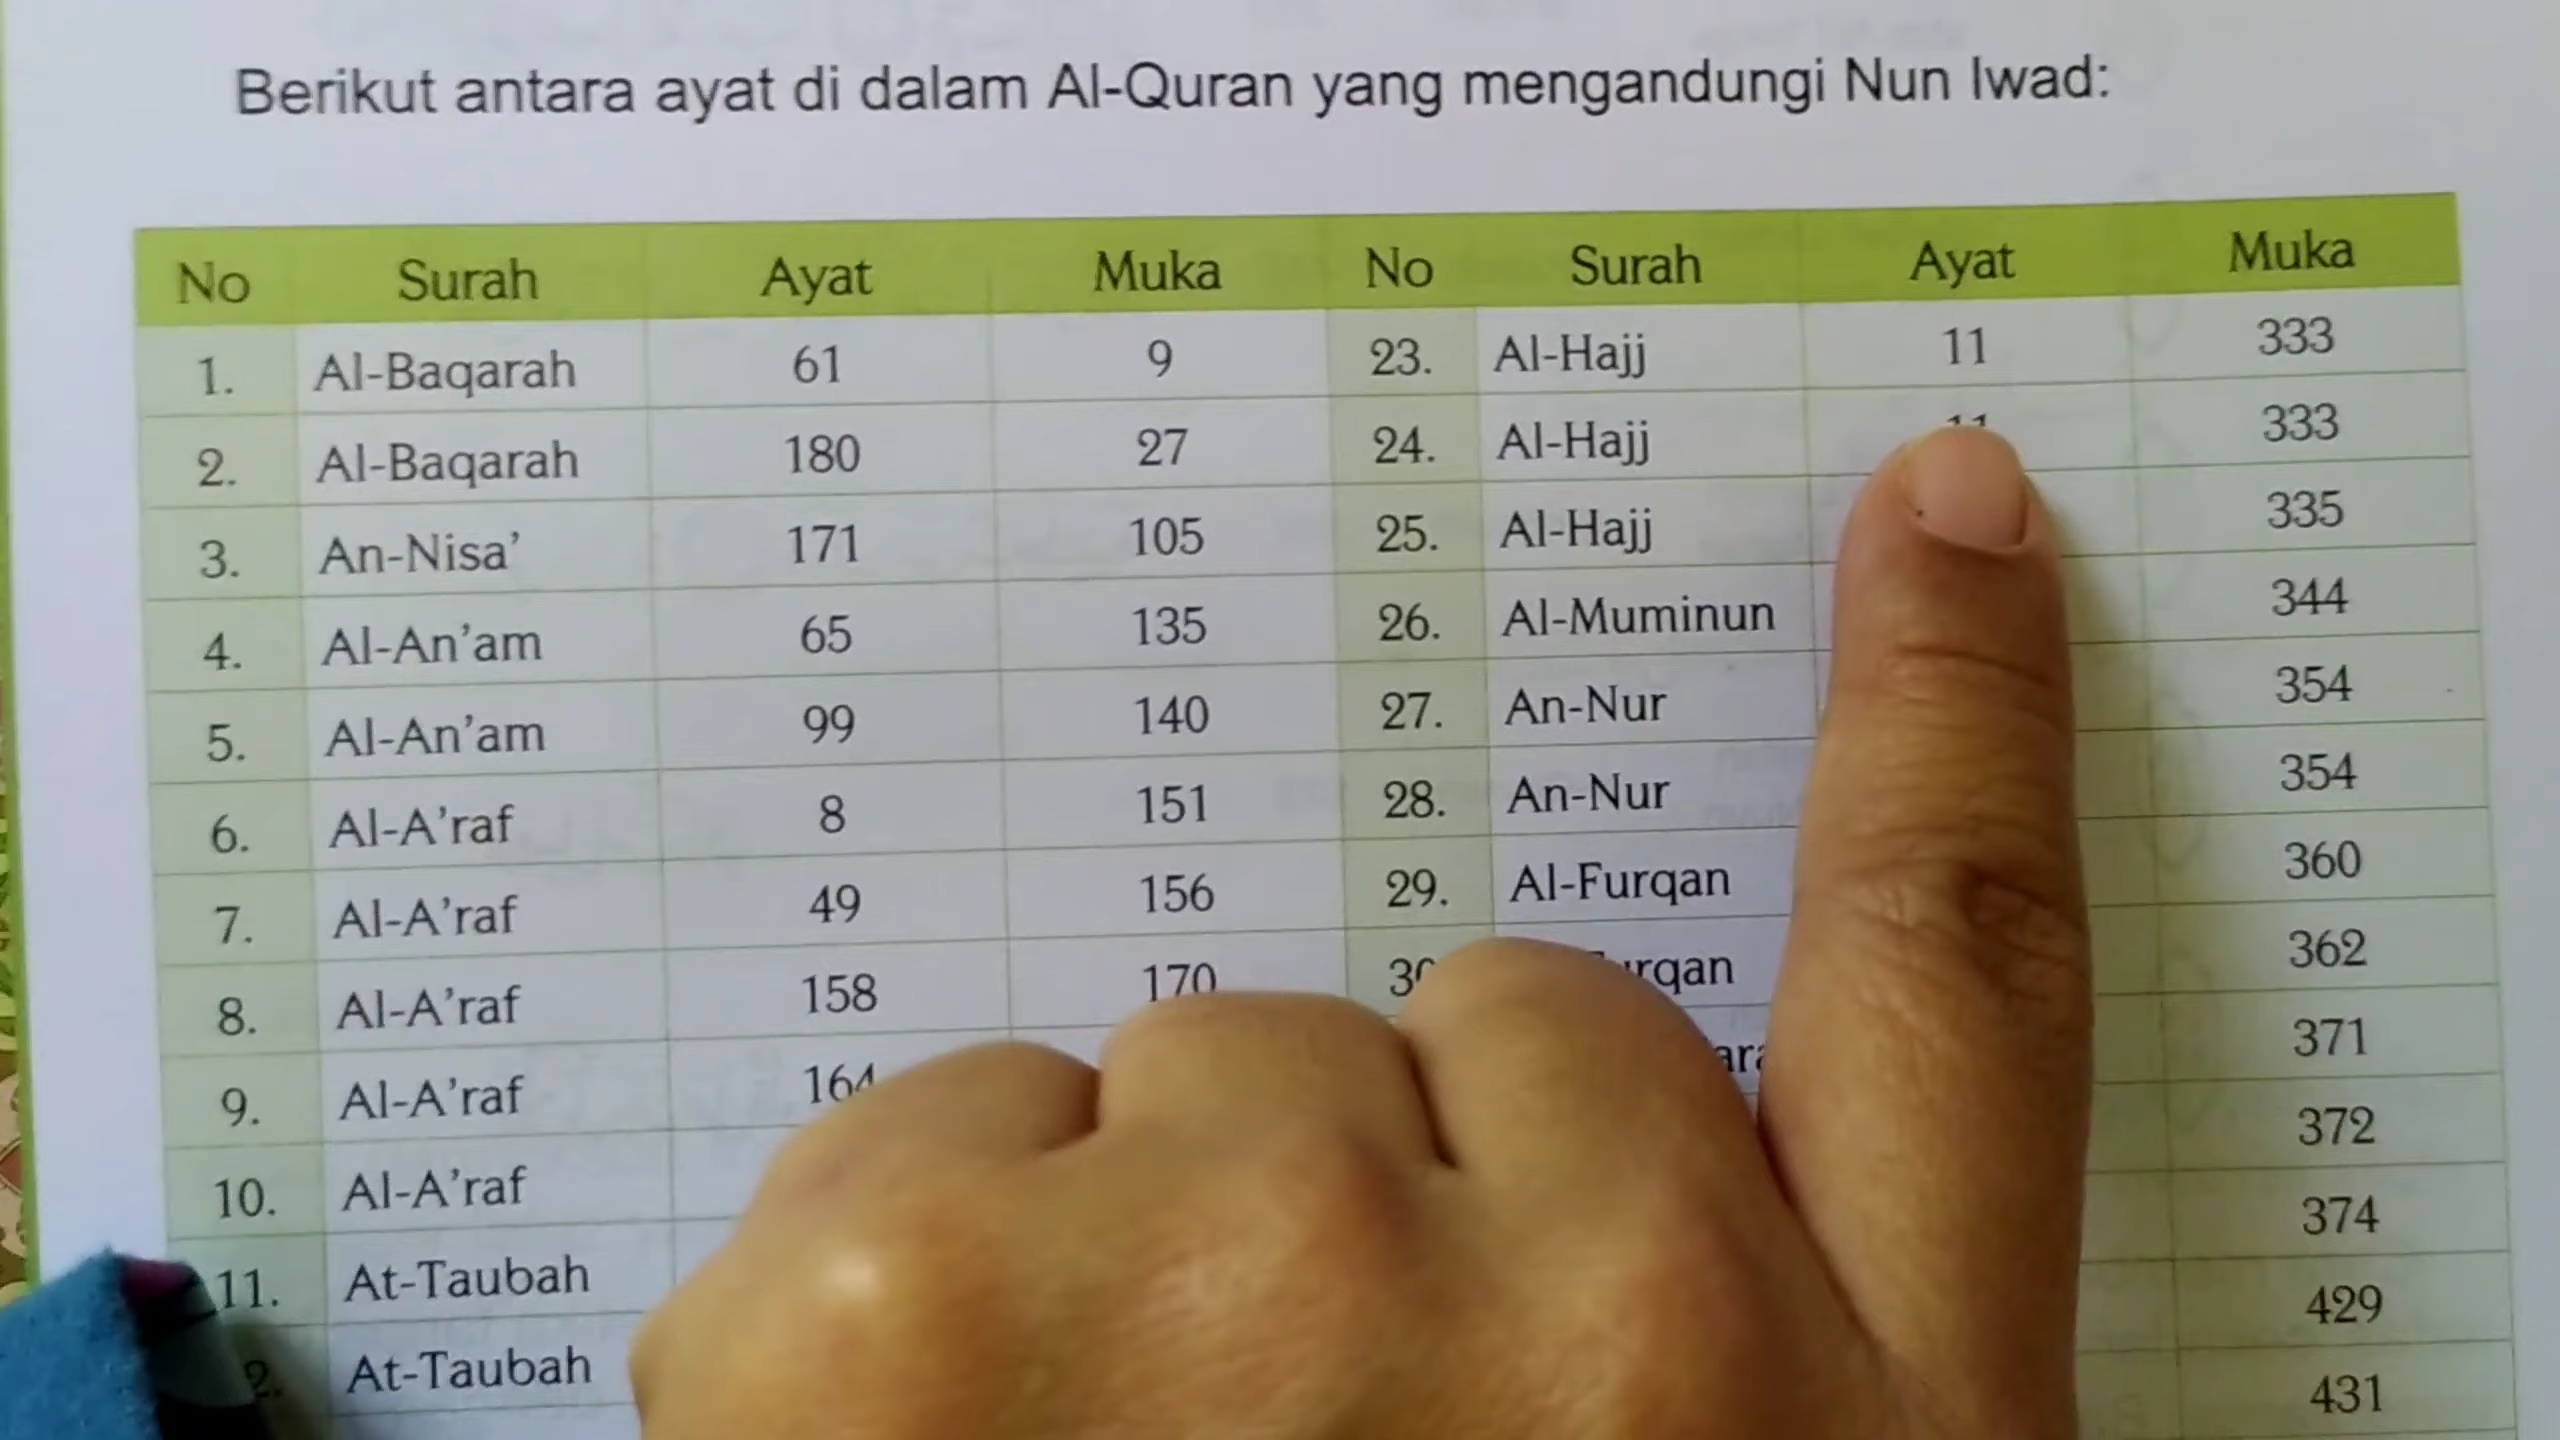 Berikut antara ayat di dalam Al-Quran yang mengandungi Nun Iwad:
No Surah Ayat Muka No Surah Ayat Muka
1. Al-Baqarah 61 9 23. Al-Hajj 11 333
2. Al-Baqarah 180 27 24. Al-Hajj 333
3. An-Nisa’ 171 105 25. Al-Hajj 335
4. Al-An’am 65 135 26. Al-Muminun 344
5. Al-An’am 99 140 27. An-Nur 354
6. Al-A’raf 8 151 28. An-Nur 354
7. Al-A’raf 49 156 29. Al-Furqan 360
8. Al-A’raf 158 170 362
9. Al-A’raf 164 371
10. Al-A’raf 372
11. At-Taubah 374
At-Taubah 429
431